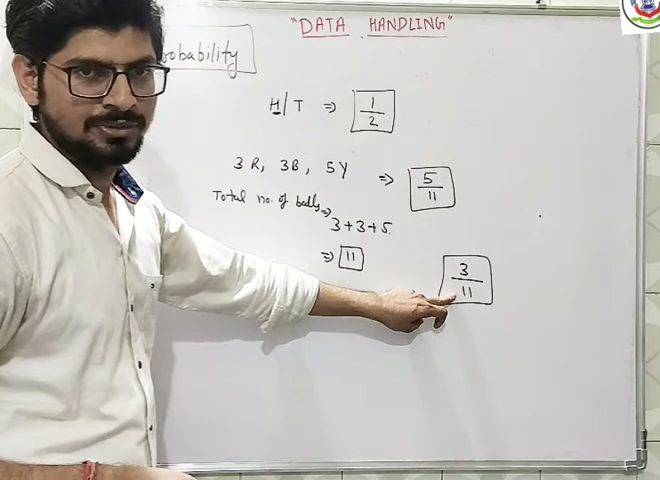 "DATA HANDLING"
obability
H/T ⇒ 1/2
3R, 3B, 5Y ⇒ 5/11
Total no. of balls ⇒
3+3+5
⇒ 11
3/11